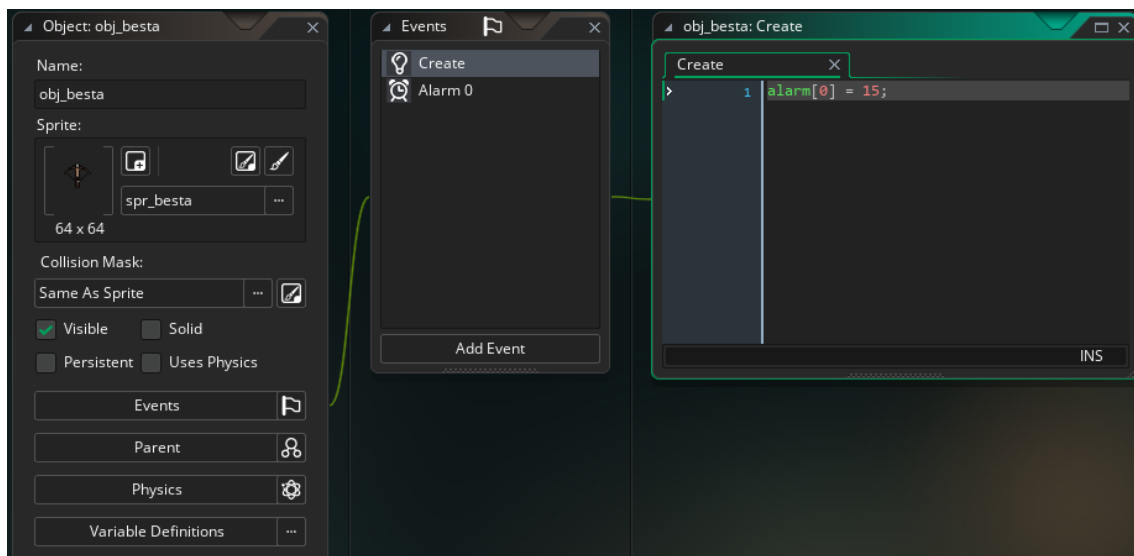 Object: obj_besta
Name:
obj_besta
Sprite:
spr_besta
64 x 64
Collision Mask:
Same As Sprite
Visible
Solid
Persistent
Uses Physics
Events
Parent
Physics
Variable Definitions
Events
Create
Alarm 0
Add Event
obj_besta: Create
Create
1 alarm[0] = 15;
INS